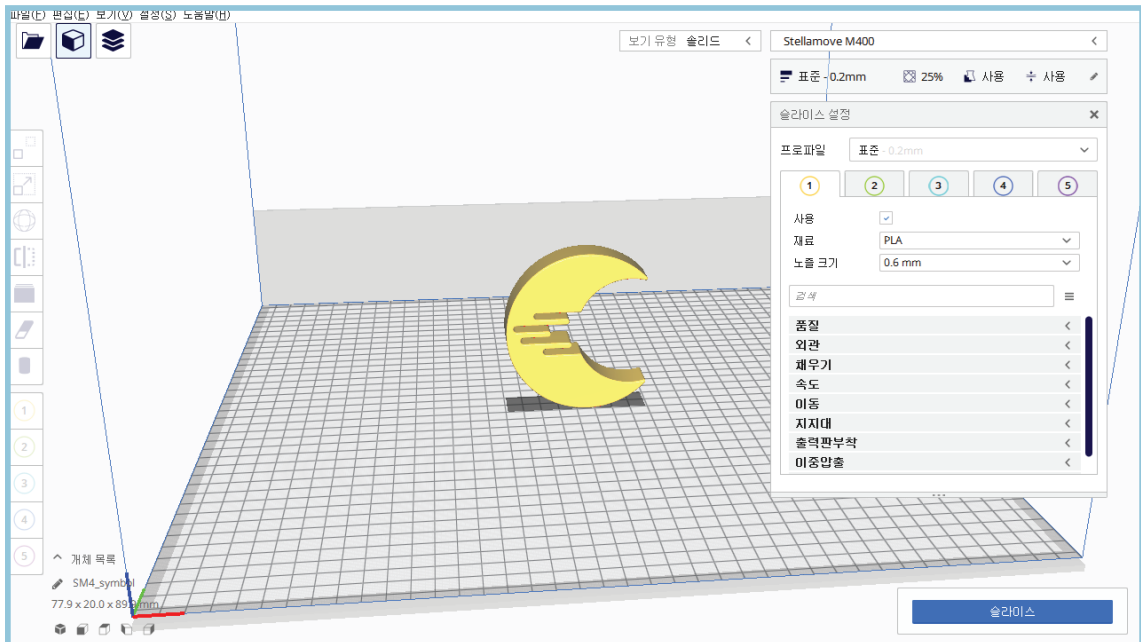 파일(F) 편집(E) 보기(V) 설정(S) 도움말(H)
보기 유형 솔리드
Stellamove M400
표준 - 0.2mm 25% 사용 사용
슬라이스 설정
프로파일 표준 - 0.2mm
1 2 3 4 5
사용
재료 PLA
노즐 크기 0.6 mm
검색
품질
외관
채우기
속도
이동
지지대
출력판부착
이중압출
1
2
3
4
5
개체 목록
SM4_symbol
77.9 x 20.0 x mm
슬라이스